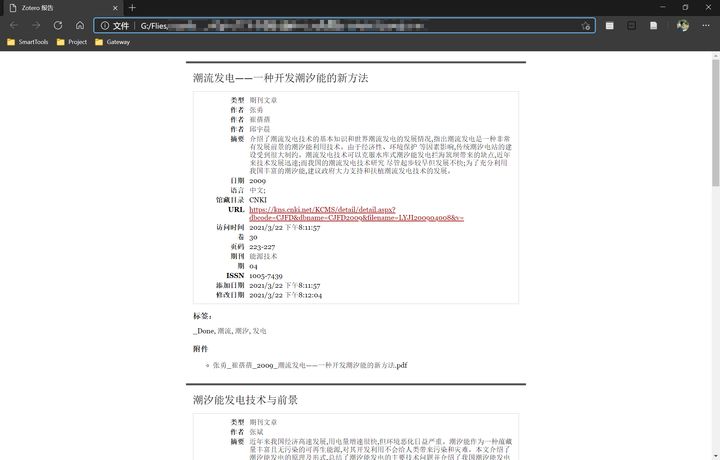 Zotero 报告
文件 G:/Flies/
SmartTools Project Gateway
潮流发电——一种开发潮汐能的新方法
类型 期刊文章
作者 张勇
作者 崔蓓蓓
作者 邱宇晨
摘要 介绍了潮流发电技术的基本知识和世界潮流发电的发展情况,指出潮流发电是一种非常
有发展前景的潮汐能利用技术。由于经济性、环境保护 等因素影响,传统潮汐电站的建
设受到很大制约。潮流发电技术可以克服水库式潮汐能发电拦海筑坝带来的缺点,近年
来技术发展迅速;而我国的潮流发电技术研究 尽管起步较早但发展不快;为了充分利用
我国丰富的潮汐能,建议政府大力支持和扶植潮流发电技术的发展。
日期 2009
语言 中文;
馆藏目录 CNKI
URL https://kns.cnki.net/KCMS/detail/detail.aspx?
dbcode=CJFD&dbname=CJFD2009&filename=LYJI200904008&v=
访问时间 2021/3/22 下午8:11:57
卷 30
页码 223-227
期刊 能源技术
期 04
ISSN 1005-7439
添加日期 2021/3/22 下午8:11:57
修改日期 2021/3/22 下午8:12:04
标签：
_Done, 潮流, 潮汐, 发电
附件
张勇_崔蓓蓓_2009_潮流发电——一种开发潮汐能的新方法.pdf
潮汐能发电技术与前景
类型 期刊文章
作者 张斌
摘要 近年来我国经济高速发展,用电量增速很快,但环境恶化日益严重。潮汐能作为一种蕴藏
量丰富且无污染的可再生能源,对其开发利用不会给人类带来污染和灾难。本文介绍了
潮汐能发电的原理及形式,总结了潮汐能发电的主要技术问题并介绍了我国潮汐能发电